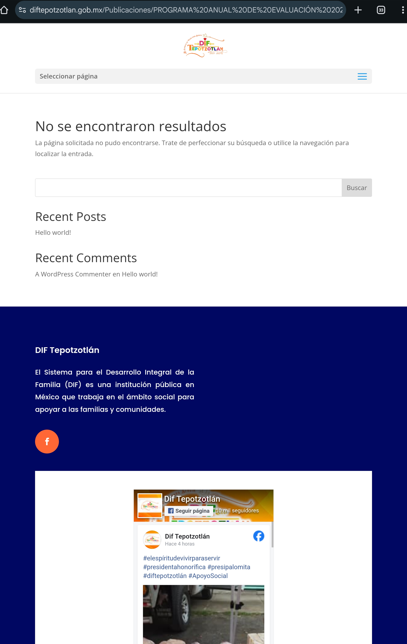 diftepotzotlan.gob.mx/Publicaciones/PROGRAMA%20ANUAL%20DE%20EVALUACIÓN%20202
33
DIF
TEPOTZOTLÁN
Seleccionar página
No se encontraron resultados
La página solicitada no pudo encontrarse. Trate de perfeccionar su búsqueda o utilice la navegación para
localizar la entrada.
Buscar
Recent Posts
Hello world!
Recent Comments
A WordPress Commenter en Hello world!
DIF Tepotzotlán
El Sistema para el Desarrollo Integral de la
Familia (DIF) es una institución pública en
México que trabaja en el ámbito social para
apoyar a las familias y comunidades.
DIF Tepotzotlán
Seguir página
mil seguidores
DIF Tepotzotlán
Hace 4 horas
#elespiritudevivirparaservir
#presidentahonorifica #presipalomita
#diftepotzotlán #ApoyoSocial